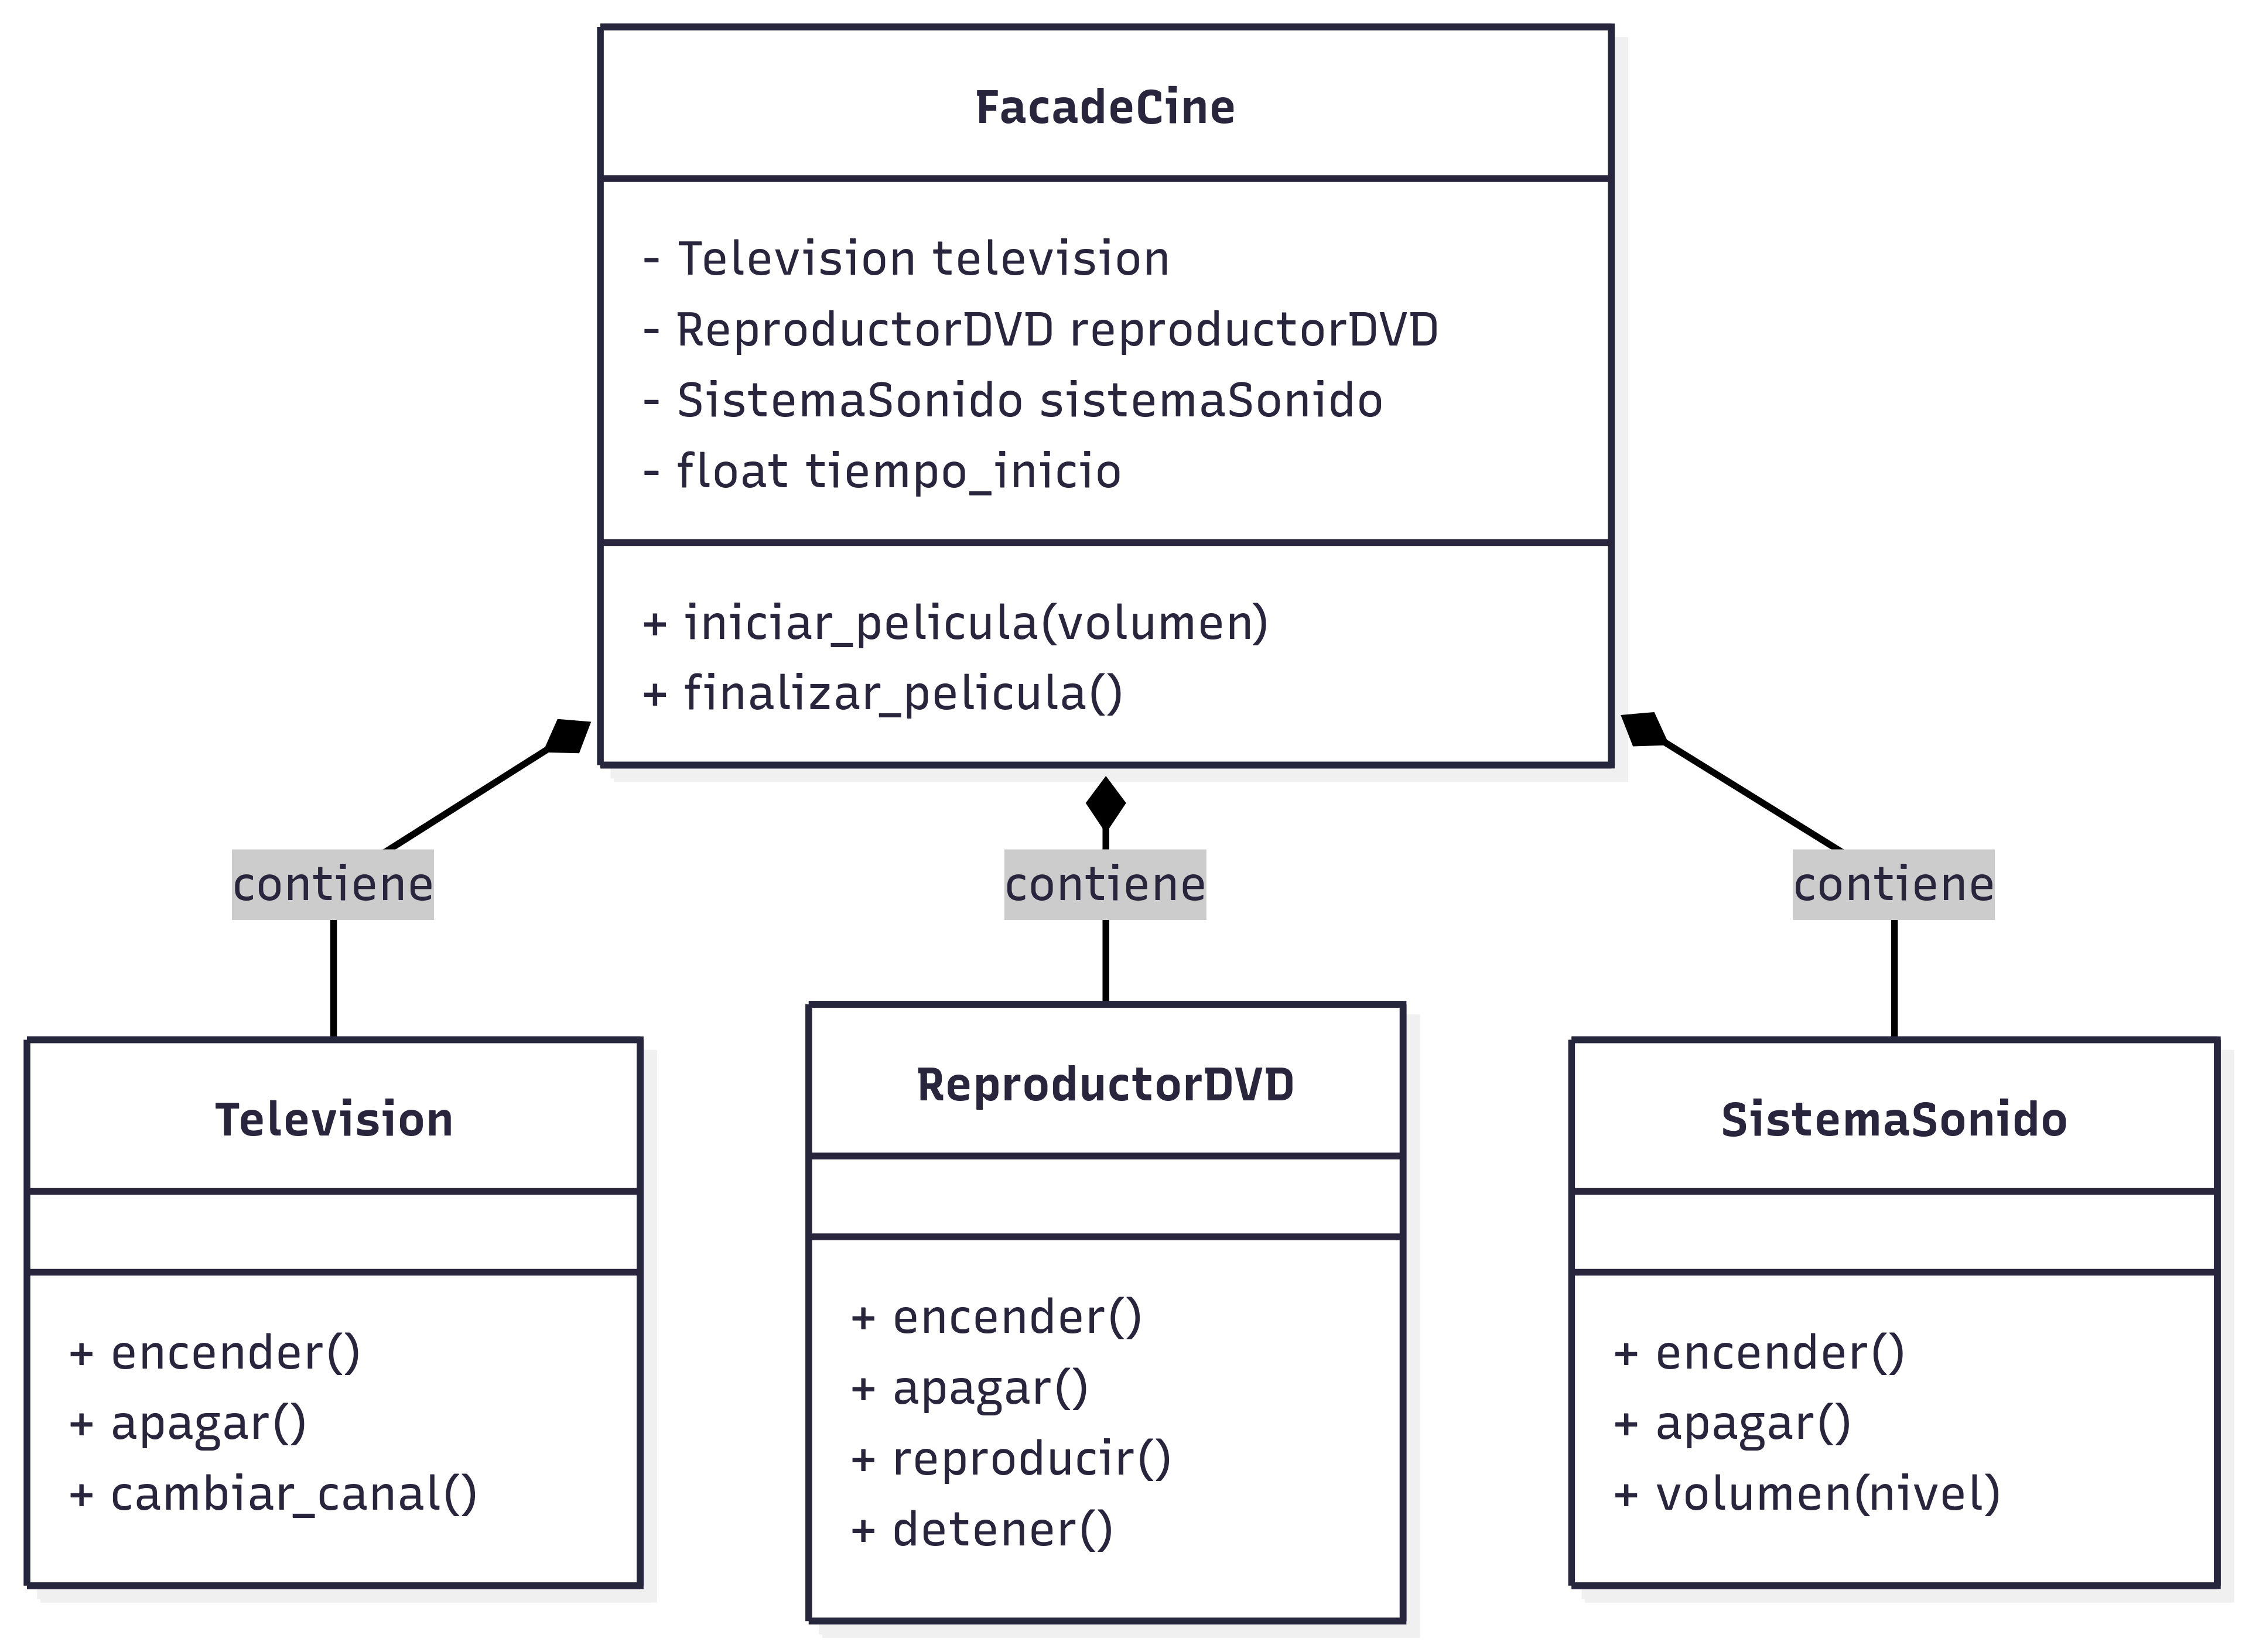 FacadeCine
- Television television
- ReproductorDVD reproductorDVD
- SistemaSonido sistemaSonido
- float tiempo_inicio
+ iniciar_pelicula(volumen)
+ finalizar_pelicula()
contiene
contiene
contiene
Television
+ encender()
+ apagar()
+ cambiar_canal()
ReproductorDVD
+ encender()
+ apagar()
+ reproducir()
+ detener()
SistemaSonido
+ encender()
+ apagar()
+ volumen(nivel)